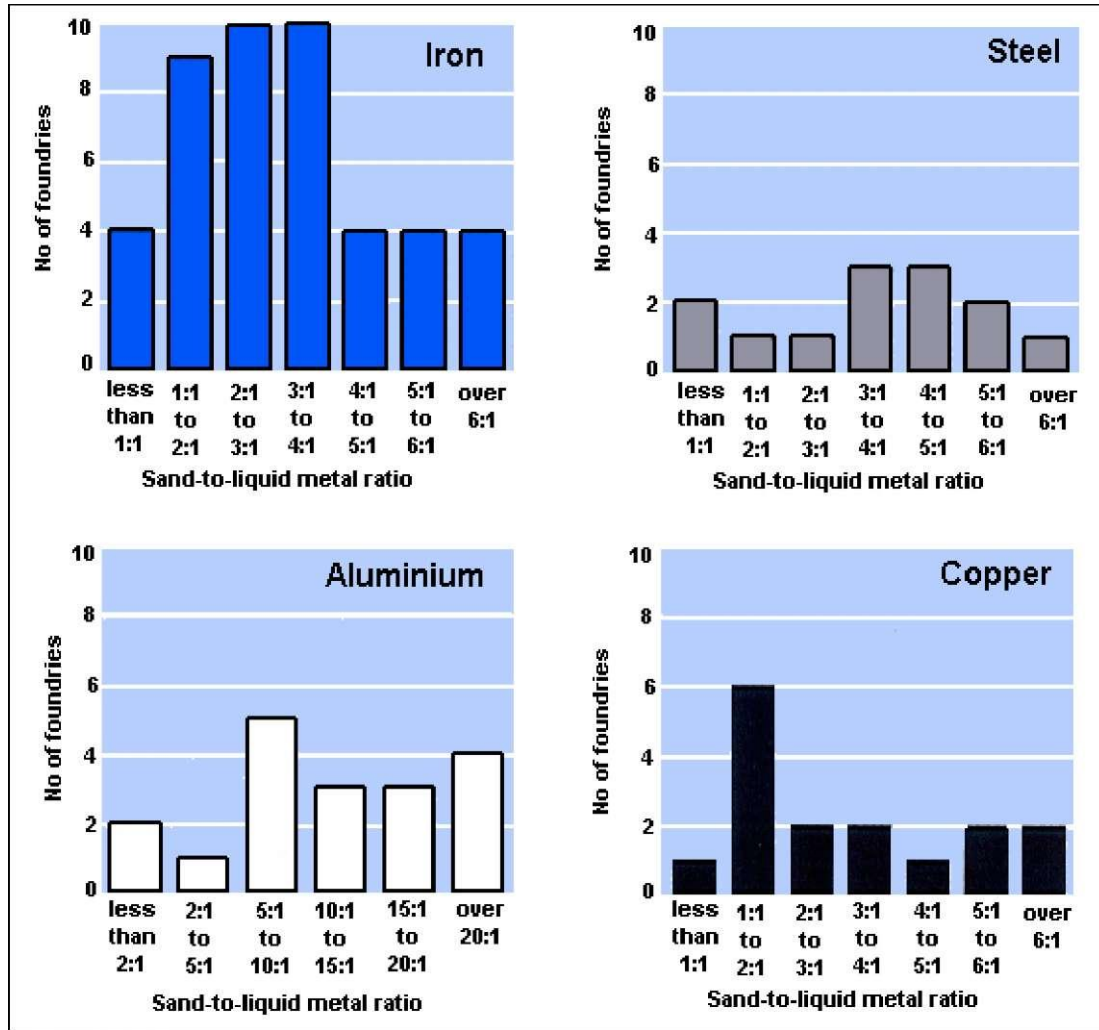 Iron
No of foundries
10
8
6
4
2
0
less than 1:1
1:1 to 2:1
2:1 to 3:1
3:1 to 4:1
4:1 to 5:1
5:1 to 6:1
over 6:1
Sand-to-liquid metal ratio
Steel
No of foundries
10
8
6
4
2
0
less than 1:1
1:1 to 2:1
2:1 to 3:1
3:1 to 4:1
4:1 to 5:1
5:1 to 6:1
over 6:1
Sand-to-liquid metal ratio
Aluminium
No of foundries
10
8
6
4
2
0
less than 2:1
2:1 to 5:1
5:1 to 10:1
10:1 to 15:1
15:1 to 20:1
over 20:1
Sand-to-liquid metal ratio
Copper
No of foundries
10
8
6
4
2
0
less than 1:1
1:1 to 2:1
2:1 to 3:1
3:1 to 4:1
4:1 to 5:1
5:1 to 6:1
over 6:1
Sand-to-liquid metal ratio